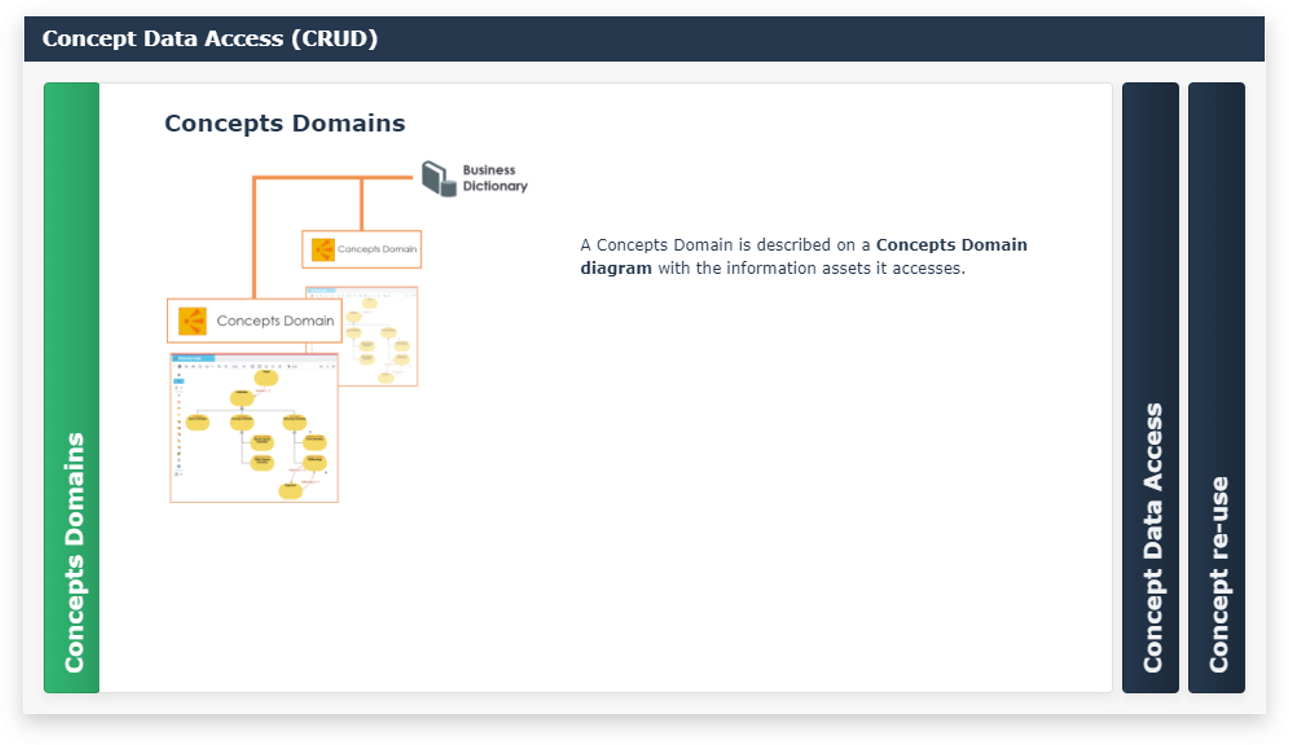 Concept Data Access (CRUD)
Concepts Domains
Concepts Domains
Business
Dictionary
Concepts Domain
Concepts Domain
A Concepts Domain is described on a Concepts Domain
diagram with the information assets it accesses.
Concept Data Access
Concept re-use